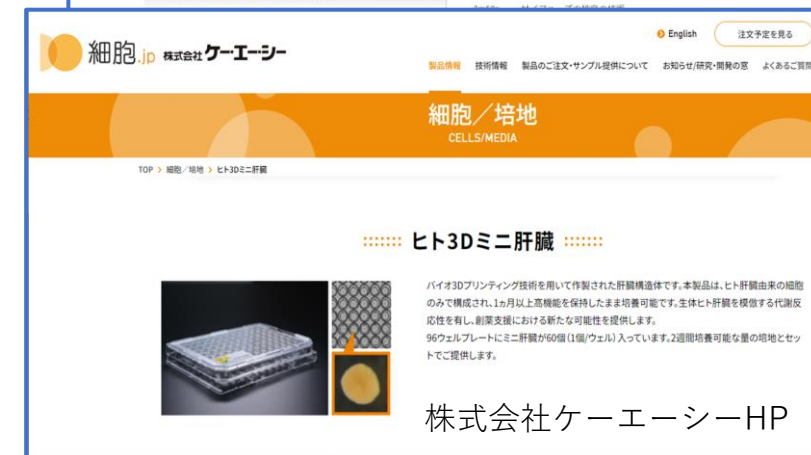 English
注文予定を見る
細胞.jp 株式会社ケー・エー・シー
製品情報 技術情報 製品のご注文・サンプル提供について お知らせ/研究・開発の窓 よくあるご質問
細胞／培地
CELLS/MEDIA
TOP > 細胞／培地 > ヒト3Dミニ肝臓
ヒト3Dミニ肝臓
バイオ3Dプリンティング技術を用いて作製された肝臓構造体です。本製品は、ヒト肝臓由来の細胞
のみで構成され、1ヵ月以上高機能を保持したまま培養可能です。生体ヒト肝臓を模倣する代謝反
応性を有し、創薬支援における新たな可能性を提供します。
96ウェルプレートにミニ肝臓が60個（1個/ウェル）入っています。2週間培養可能な量の培地とセッ
トでご提供します。
株式会社ケーエーシーHP